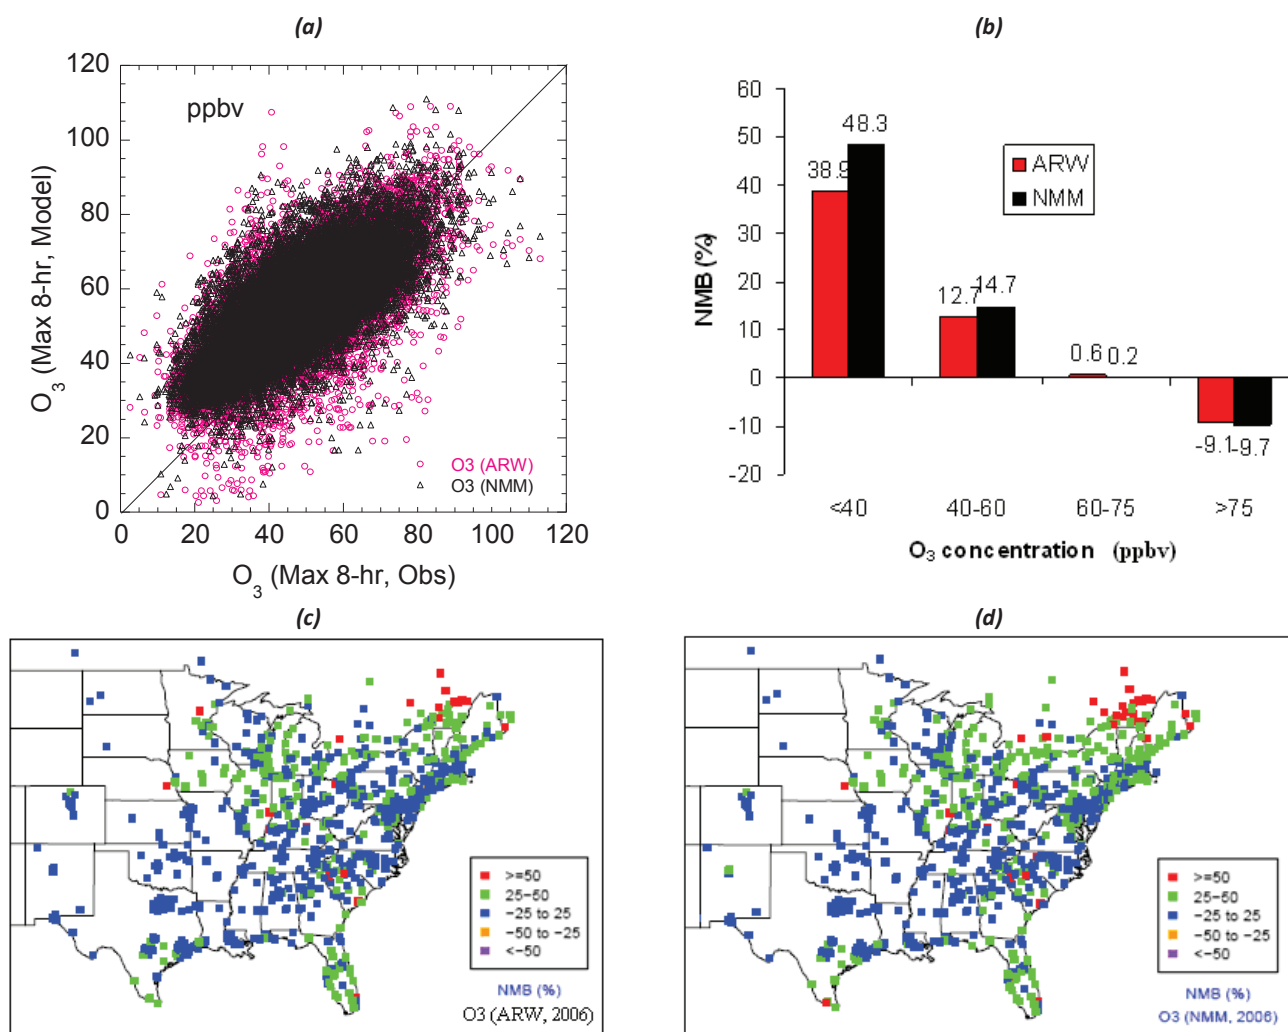 (a)
120
100
80
60
40
20
0
ppbv
O3 (Max 8-hr, Model)
O3 (ARW)
O3 (NMM)
0 20 40 60 80 100 120
O3 (Max 8-hr, Obs)
(b)
60
50
40
30
20
10
0
-10
-20
NMB (%)
38.9 48.3
12.7 14.7
0.6 0.2
-9.1 -9.7
ARW
NMM
<40 40-60 60-75 >75
O3 concentration (ppbv)
(c)
>=50
25-50
-25 to 25
-50 to -25
<-50
NMB (%)
O3 (ARW, 2006)
(d)
>=50
25-50
-25 to 25
-50 to -25
<-50
NMB (%)
O3 (NMM, 2006)